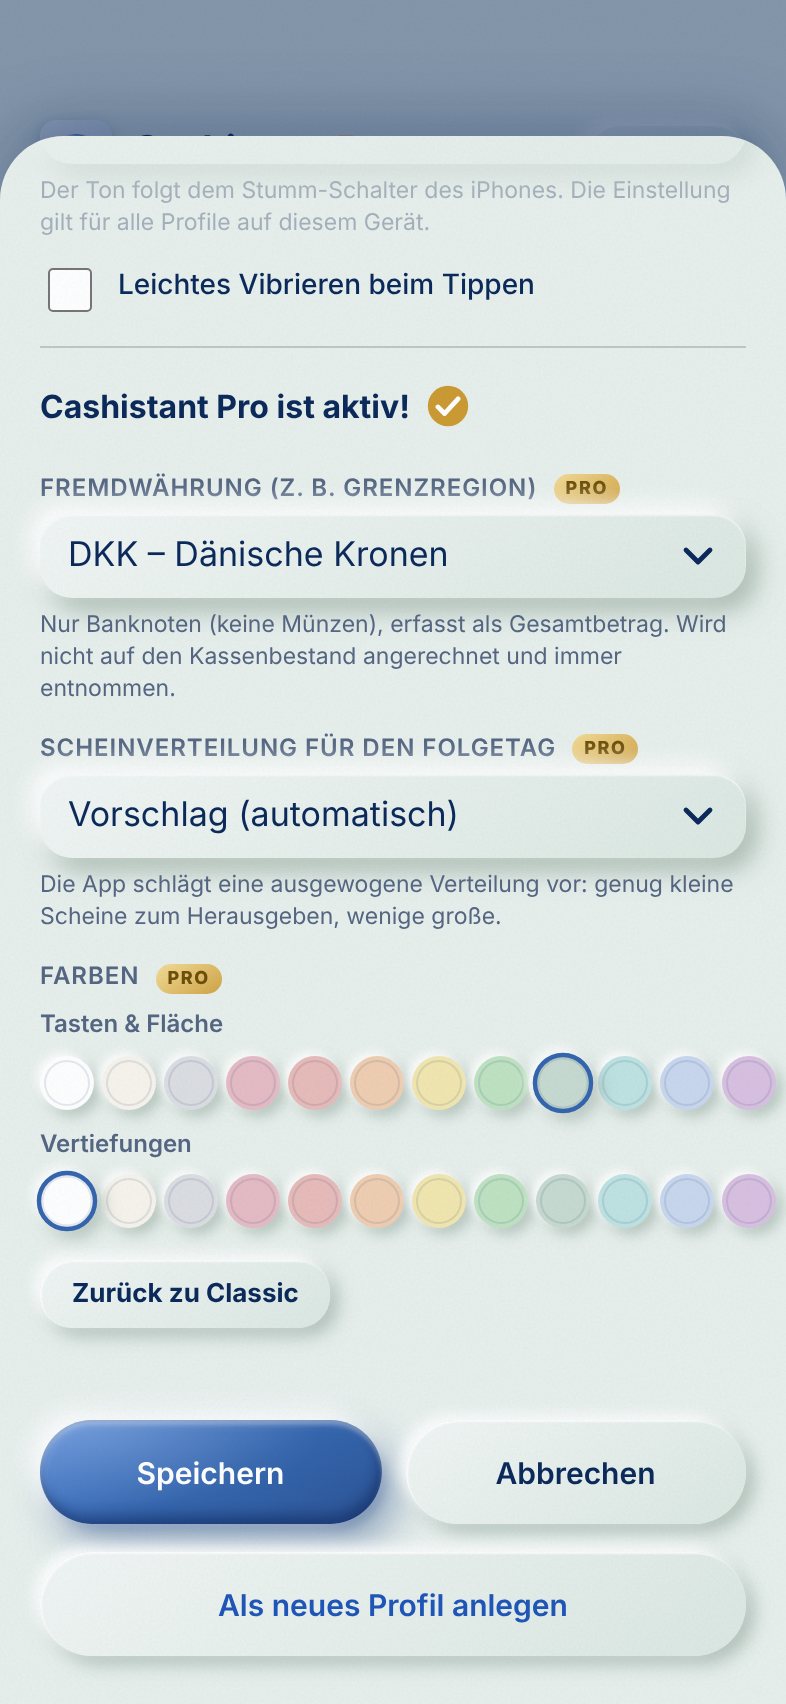 Der Ton folgt dem Stumm-Schalter des iPhones. Die Einstellung
gilt für alle Profile auf diesem Gerät.
Leichtes Vibrieren beim Tippen
Cashistant Pro ist aktiv!
FREMDWÄHRUNG (Z. B. GRENZREGION) PRO
DKK – Dänische Kronen
Nur Banknoten (keine Münzen), erfasst als Gesamtbetrag. Wird
nicht auf den Kassenbestand angerechnet und immer
entnommen.
SCHEINVERTEILUNG FÜR DEN FOLGETAG PRO
Vorschlag (automatisch)
Die App schlägt eine ausgewogene Verteilung vor: genug kleine
Scheine zum Herausgeben, wenige große.
FARBEN PRO
Tasten & Fläche
Vertiefungen
Zurück zu Classic
Speichern
Abbrechen
Als neues Profil anlegen